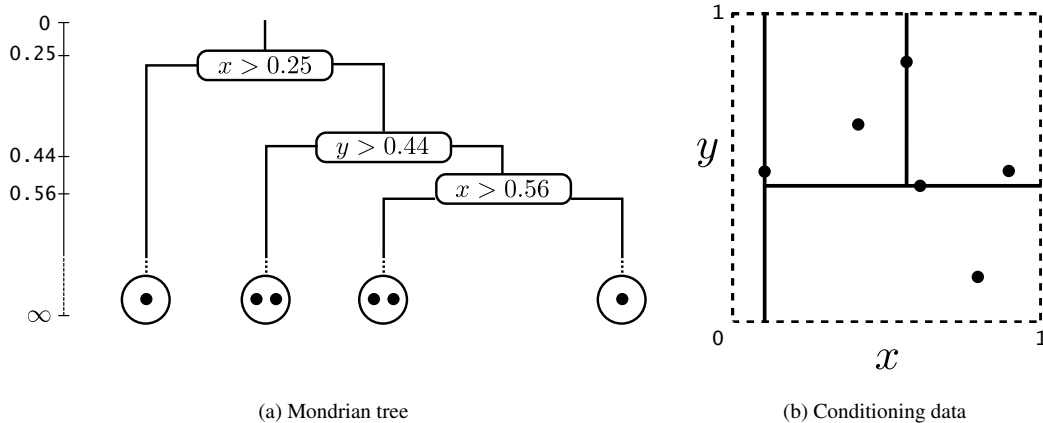 0
0.25
0.44
0.56
∞
x > 0.25
y > 0.44
x > 0.56
(a) Mondrian tree
1
y
0
1
x
(b) Conditioning data